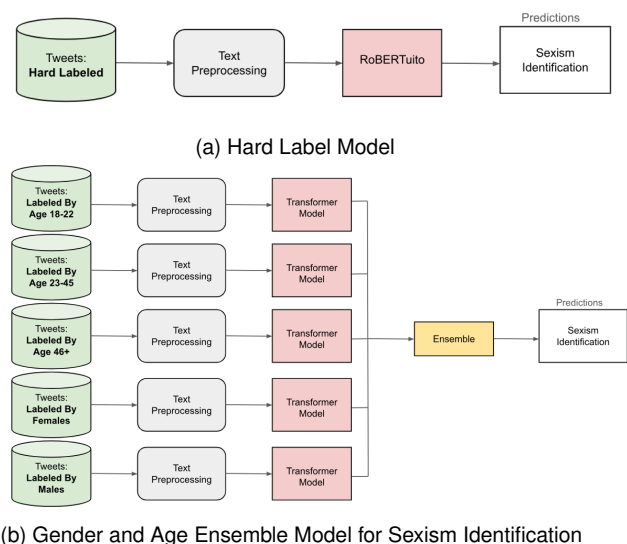 Predictions
Tweets:
Hard Labeled
Text
Preprocessing
RoBERTuito
Sexism
Identification
(a) Hard Label Model
Tweets:
Labeled By
Age 18-22
Text
Preprocessing
Transformer
Model
Tweets:
Labeled By
Age 23-45
Text
Preprocessing
Transformer
Model
Tweets:
Labeled By
Age 46+
Text
Preprocessing
Transformer
Model
Ensemble
Predictions
Sexism
Identification
Tweets:
Labeled By
Females
Text
Preprocessing
Transformer
Model
Tweets:
Labeled By
Males
Text
Preprocessing
Transformer
Model
(b) Gender and Age Ensemble Model for Sexism Identification